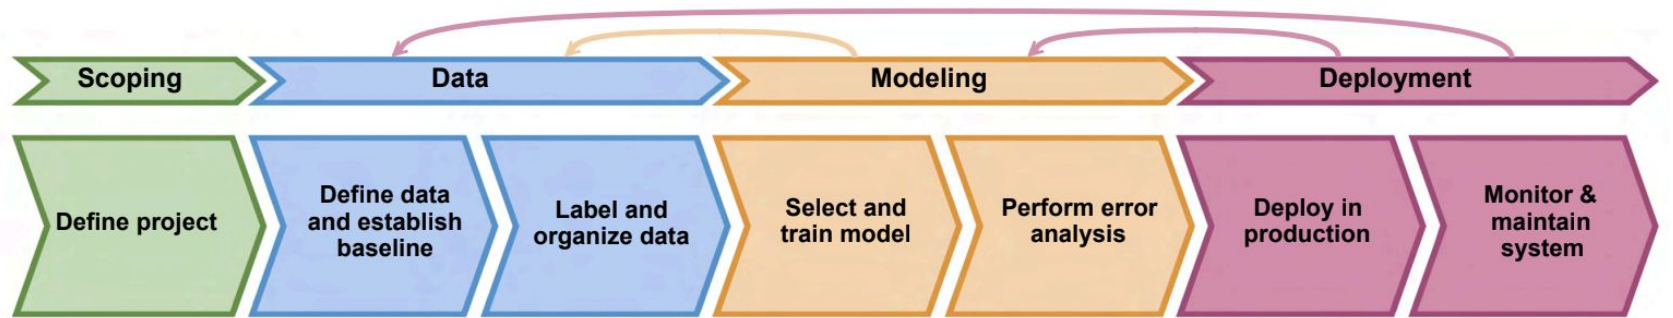 Scoping
Data
Modeling
Deployment
Define project
Define data
and establish
baseline
Label and
organize data
Select and
train model
Perform error
analysis
Deploy in
production
Monitor &
maintain
system